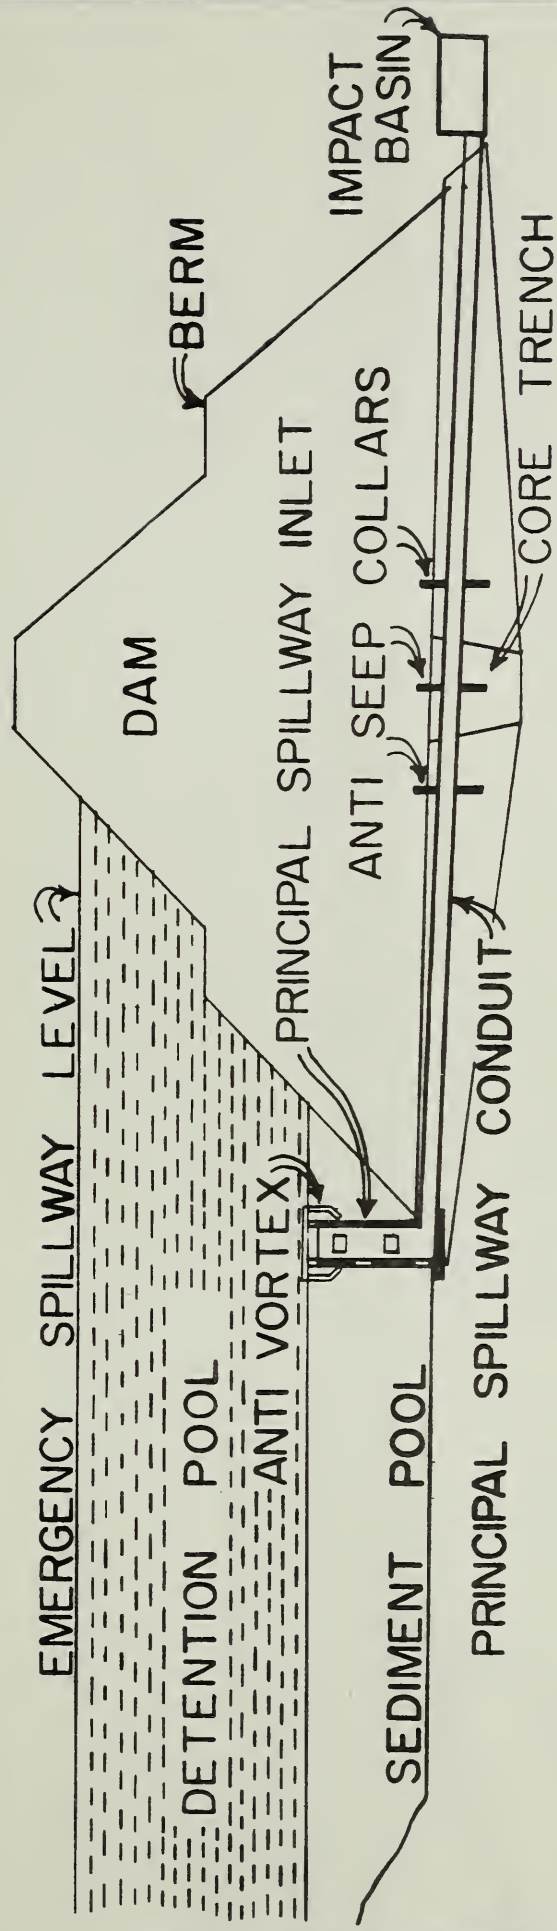 EMERGENCY SPILLWAY LEVEL
DETENTION POOL
ANTI VORTEX
SEDIMENT POOL
PRINCIPAL SPILLWAY CONDUIT
DAM
PRINCIPAL SPILLWAY INLET
ANTI SEEP COLLARS
BERM
IMPACT
BASIN
CORE TRENCH